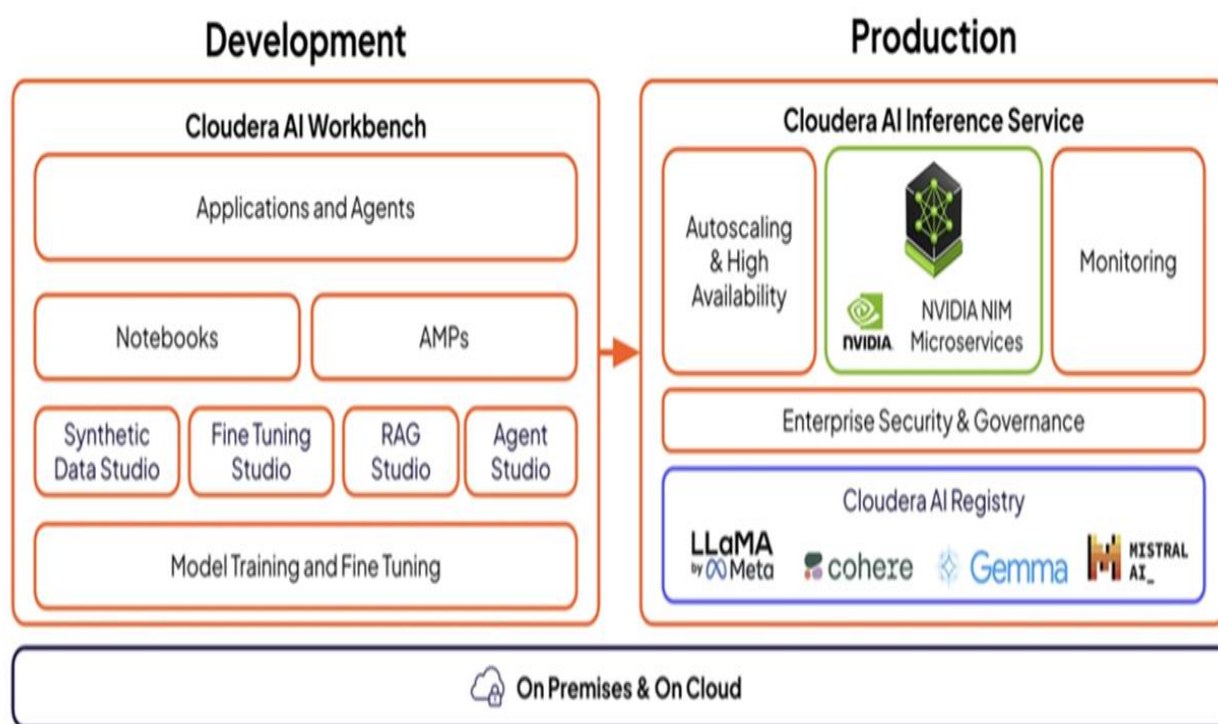 Development
Production
Cloudera AI Workbench
Applications and Agents
Notebooks
AMPs
Synthetic
Data Studio
Fine Tuning
Studio
RAG
Studio
Agent
Studio
Model Training and Fine Tuning
Cloudera AI Inference Service
Autoscaling
& High
Availability
NVIDIA
NVIDIA NIM
Microservices
Monitoring
Enterprise Security & Governance
Cloudera AI Registry
LLaMA
by Meta
cohere
Gemma
MISTRAL
AI_
On Premises & On Cloud